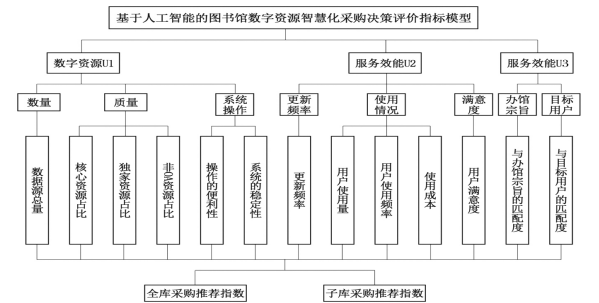 基于人工智能的图书馆数字资源智慧化采购决策评价指标模型
数字资源U1
服务效能U2
服务效能U3
数量
质量
系统
操作
更新
频率
使用
情况
满意
度
办馆
宗旨
目标
用户
数据源总量
核心资源占比
独家资源占比
非OA资源占比
操作的便利性
系统的稳定性
更新频率
用户使用量
用户使用频率
使用成本
用户满意度
与办馆宗旨的匹配度
与目标用户的匹配度
全库采购推荐指数
子库采购推荐指数